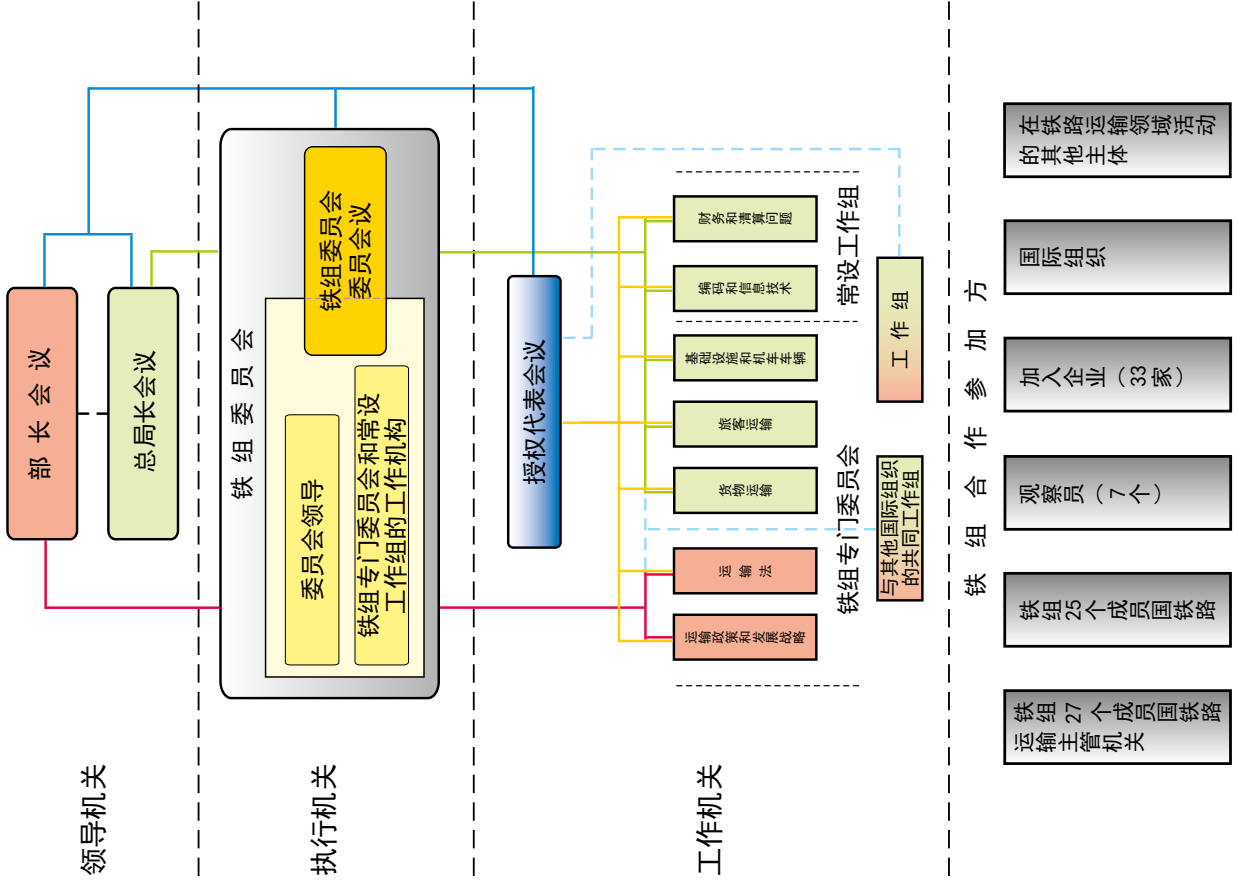 领导机关
部长会议
总局长会议
执行机关
铁组委员会
委员会领导
铁组专门委员会和常设
工作组的工作机构
铁组委员会
委员会议
工作机关
授权代表会议
运输政策和发展战略
运输法
货物运输
旅客运输
基础设施和机车车辆
编码和信息技术
财务和清算问题
铁组专门委员会
常设工作组
与其他国际组织
的共同工作组
工作组
铁组合作参加方
铁组27个成员国铁路
运输主管机关
铁组25个成员国铁路
观察员（7个）
加入企业（33家）
国际组织
在铁路运输领域活动
的其他主体